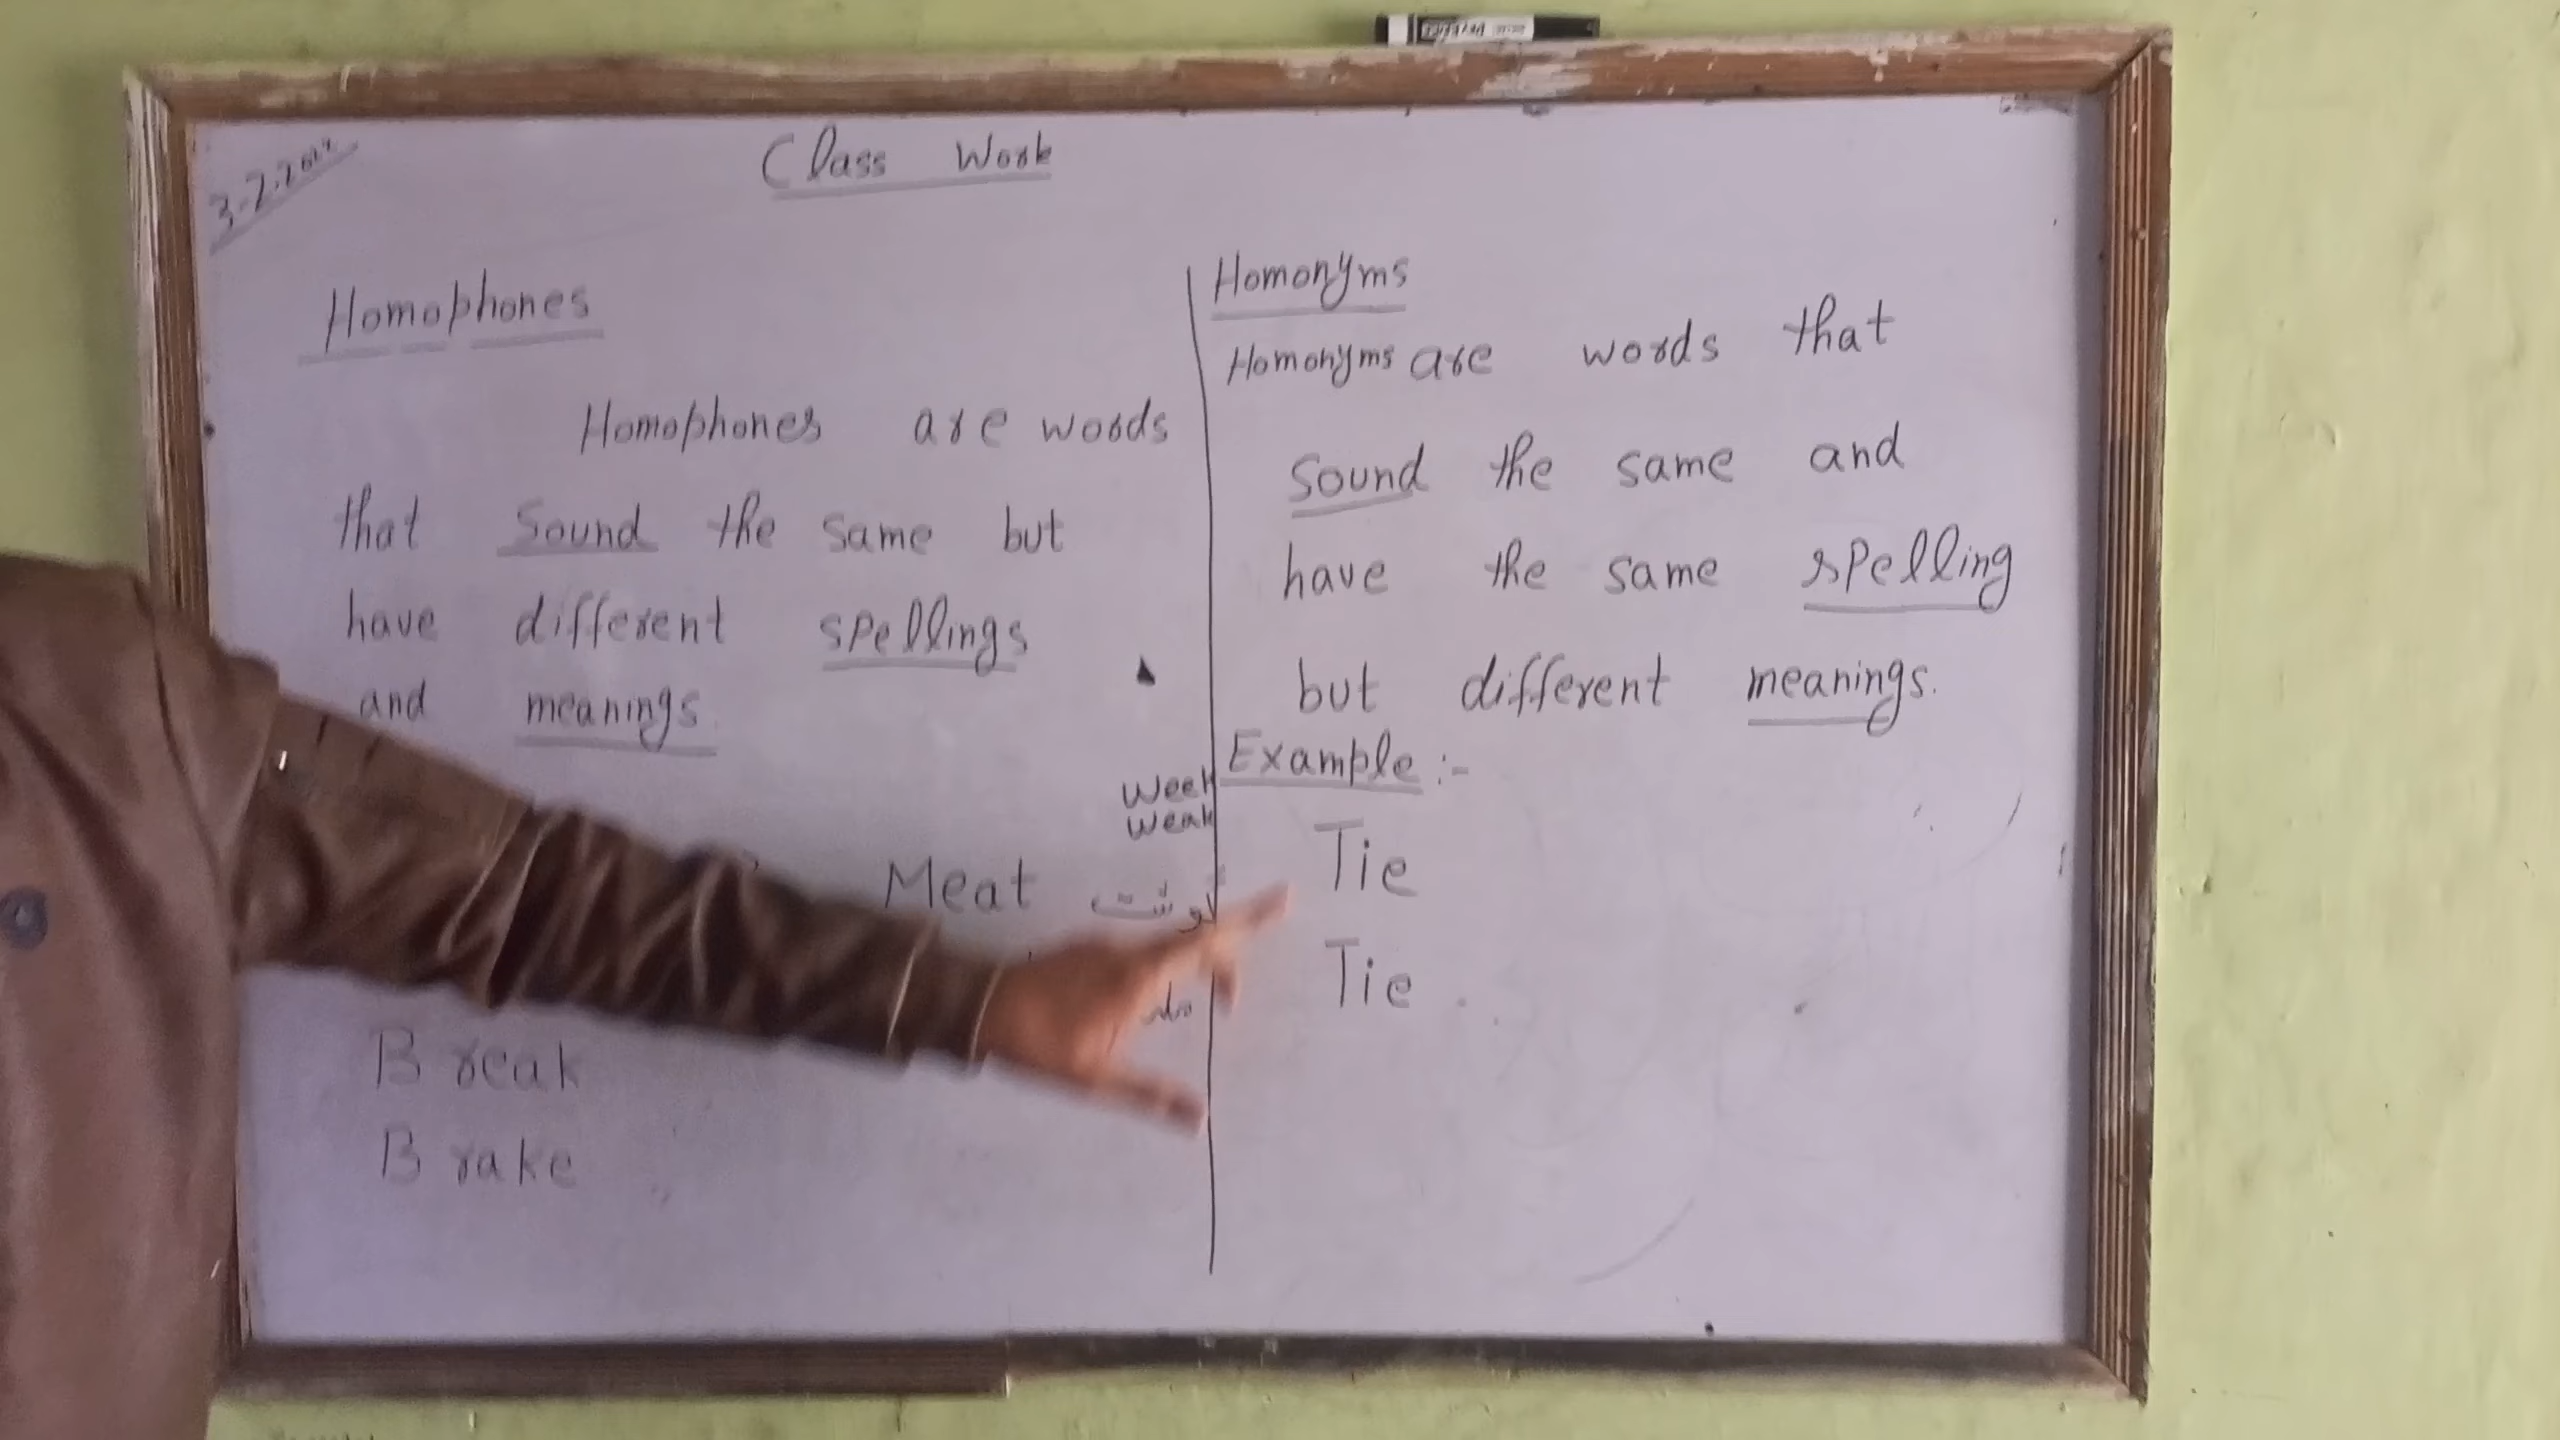 Class Work
Homophones
Homophones are words
that sound the same but
have different spellings
and meanings.
Week
Weak
Meat گوشت
Break
Brake
Homonyms
Homonyms are words that
sound the same and
have the same spelling
but different meanings.
Example :-
Tie
Tie